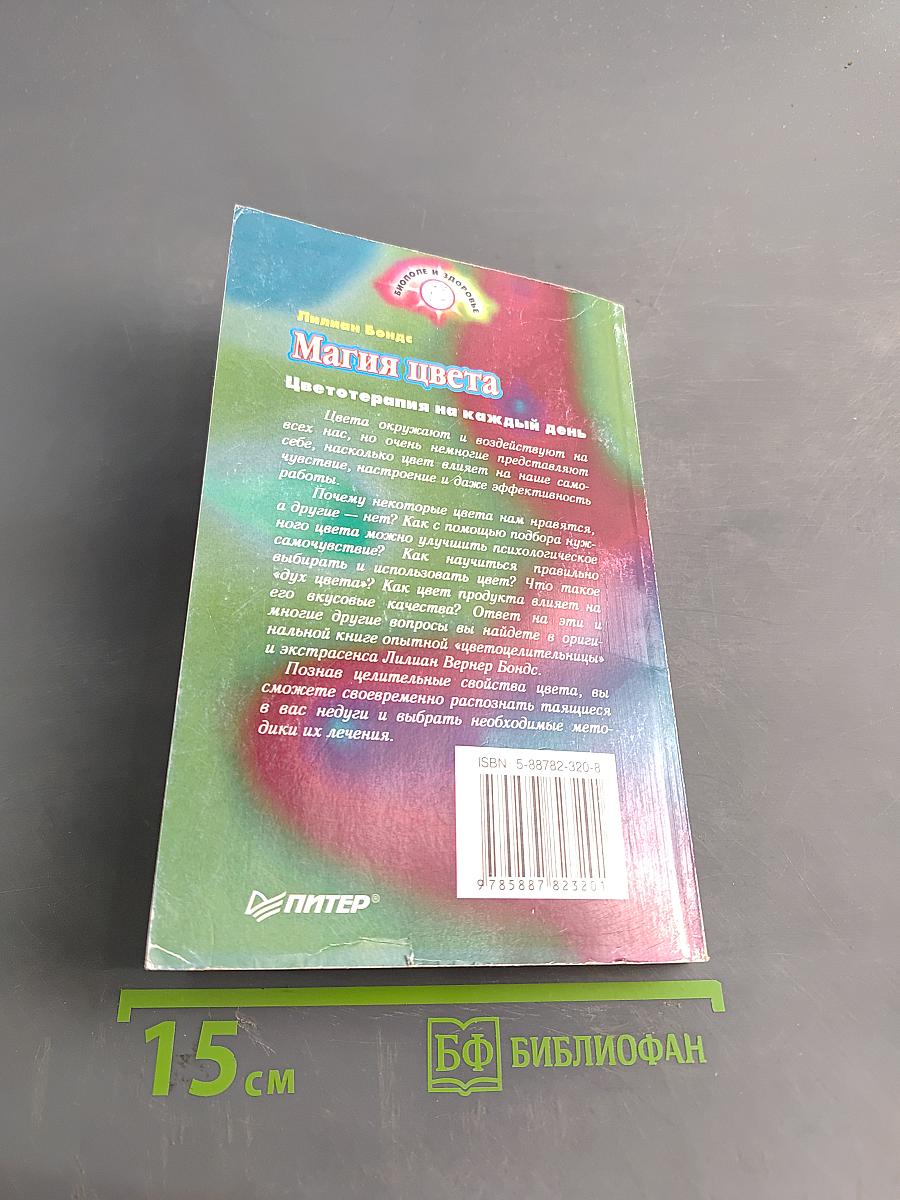 БИОПОЛЕ И ЗДОРОВЬЕ
Лилиан Бондс
Магия цвета
Цветотерапия на каждый день
Цвета окружают и воздействуют на
всех нас, но очень немногие представляют
себе, насколько цвет влияет на наше само-
чувствие, настроение и даже эффективность
работы.
Почему некоторые цвета нам нравятся,
а другие — нет? Как с помощью подбора нуж-
ного цвета можно улучшить психологическое
самочувствие? Как научиться правильно
выбирать и использовать цвет? Что такое
«дух цвета»? Как цвет продукта влияет на
его вкусовые качества? Ответ на эти и
многие другие вопросы вы найдете в ориги-
нальной книге опытной «цветоцелительницы»
и экстрасенса Лилиан Вернер Бондс.
Познав целительные свойства цвета, вы
сможете своевременно распознать таящиеся
в вас недуги и выбрать необходимые мето-
дики их лечения.
ISBN 5-88782-320-8
9 785887 823201
ПИТЕР®
15 см
БФ БИБЛИОФАН